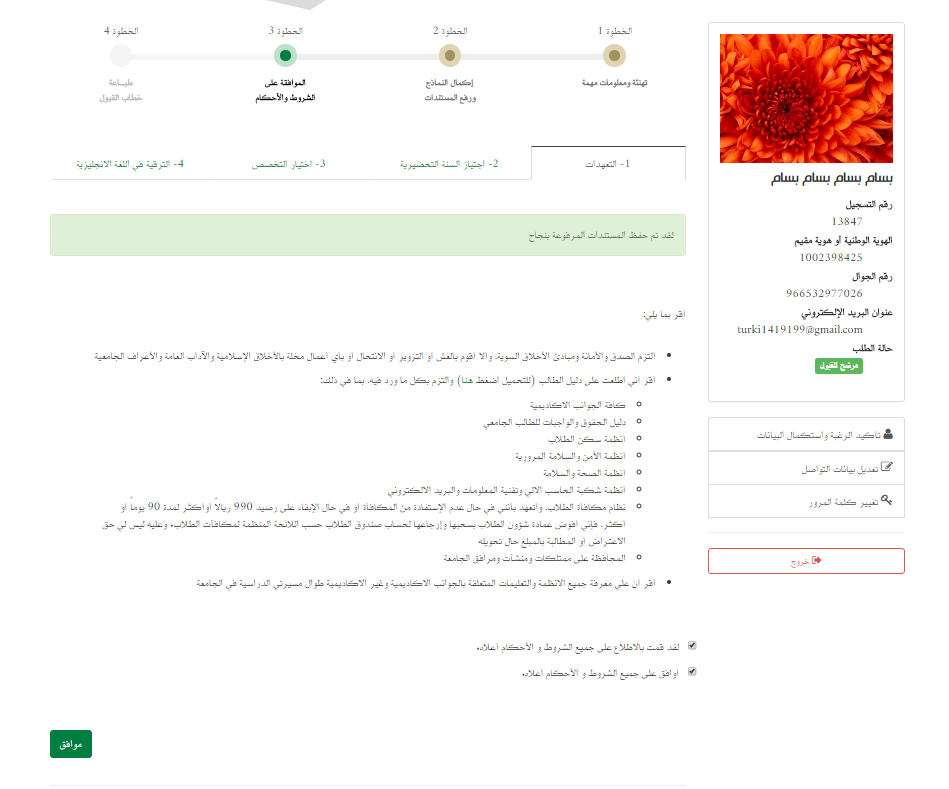 الخطوة 1
الخطوة 2
الخطوة 3
الخطوة 4
تهنئة ومعلومات مهمة
إكمال النماذج
ورفع المستندات
الموافقة على
الشروط والأحكام
طباعة
خطاب القبول
1- التعهدات
2- اجتياز السنة التحضيرية
3- اختيار التخصص
4- الترقية في اللغة الانجليزية
لقد تم حفظ المستندات المرفوعة بنجاح
اقر بما يلي:
التزم الصدق والأمانة ومبادئ الأخلاق السوية. والا اقوم بالغش او التزوير او الانتحال او باي اعمال مخلة بالأخلاق الإسلامية والآداب العامة والأعراف الجامعية
اقر اني اطلعت على دليل الطالب (للتحميل اضغط هنا) والتزم بكل ما ورد فيه. بما في ذلك:
كافة الجوانب الاكاديمية
دليل الحقوق والواجبات للطالب الجامعي
انظمة سكن الطلاب
انظمة الأمن والسلامة المرورية
انظمة الصحة والسلامة
انظمة شبكية الحاسب الالي وتقنية المعلومات والبريد الالكتروني
نظام مكافاة الطلاب. واتعهد بانني في حال عدم الإستفادة من المكافاة او في حال الإبقاء على رصيد 990 ريالاً اواكثر لمدة 90 يوماً او
اكثر. فإني افوض عمادة شؤون الطلاب بسحبها وإرجاعها لحساب صندوق الطلاب حسب اللائحة المنظمة لمكافآت الطلاب. وعليه ليس لي حق
الاعتراض او المطالبة بالمبلغ حال تحويله
المحافظة على ممتلكات ومنشآت ومرافق الجامعة
اقر ان علي معرفة جميع الانظمة والتعليمات المتعلقة بالجوانب الاكاديمية وغير الاكاديمية طوال مسيرتي الدراسية في الجامعة
لقد قمت بالاطلاع على جميع الشروط و الأحكام اعلاه.
اوافق على جميع الشروط و الأحكام اعلاه.
موافق
بسام بسام بسام بسام
رقم التسجيل
13847
الهوية الوطنية أو هوية مقيم
1002398425
رقم الجوال
966532977026
عنوان البريد الإلكتروني
turki1419199@gmail.com
حالة الطلب
مرشح للقبول
تاكيد الرغبة واستكمال البيانات
تعديل بيانات التواصل
تغيير كلمة المرور
خروج